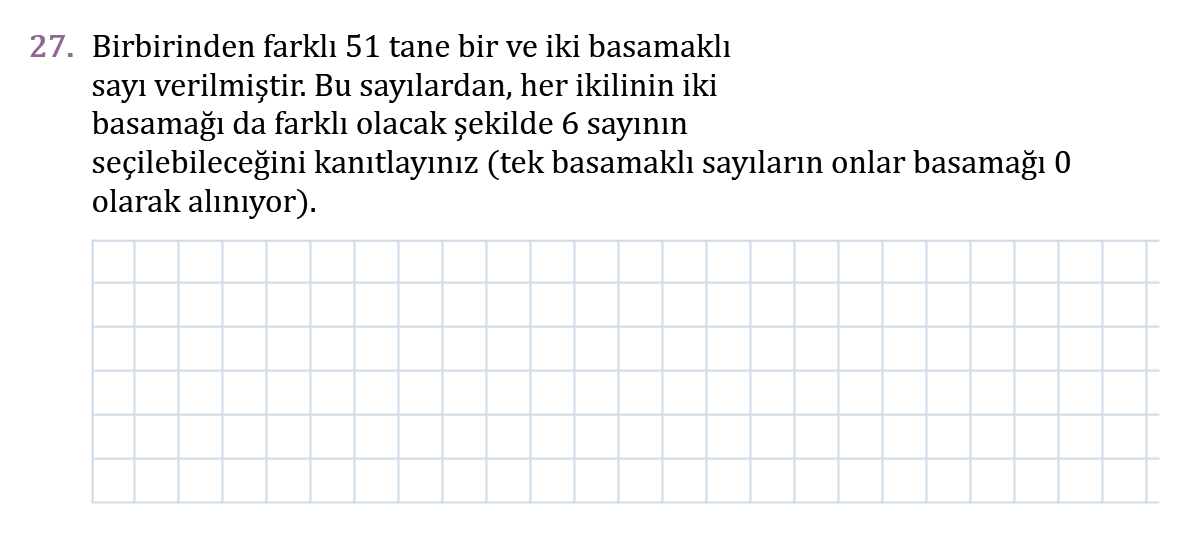 27. Birbirinden farklı 51 tane bir ve iki basamaklı
sayı verilmiştir. Bu sayılardan, her ikilinin iki
basamağı da farklı olacak şekilde 6 sayının
seçilebileceğini kanıtlayınız (tek basamaklı sayıların onlar basamağı 0
olarak alınıyor).